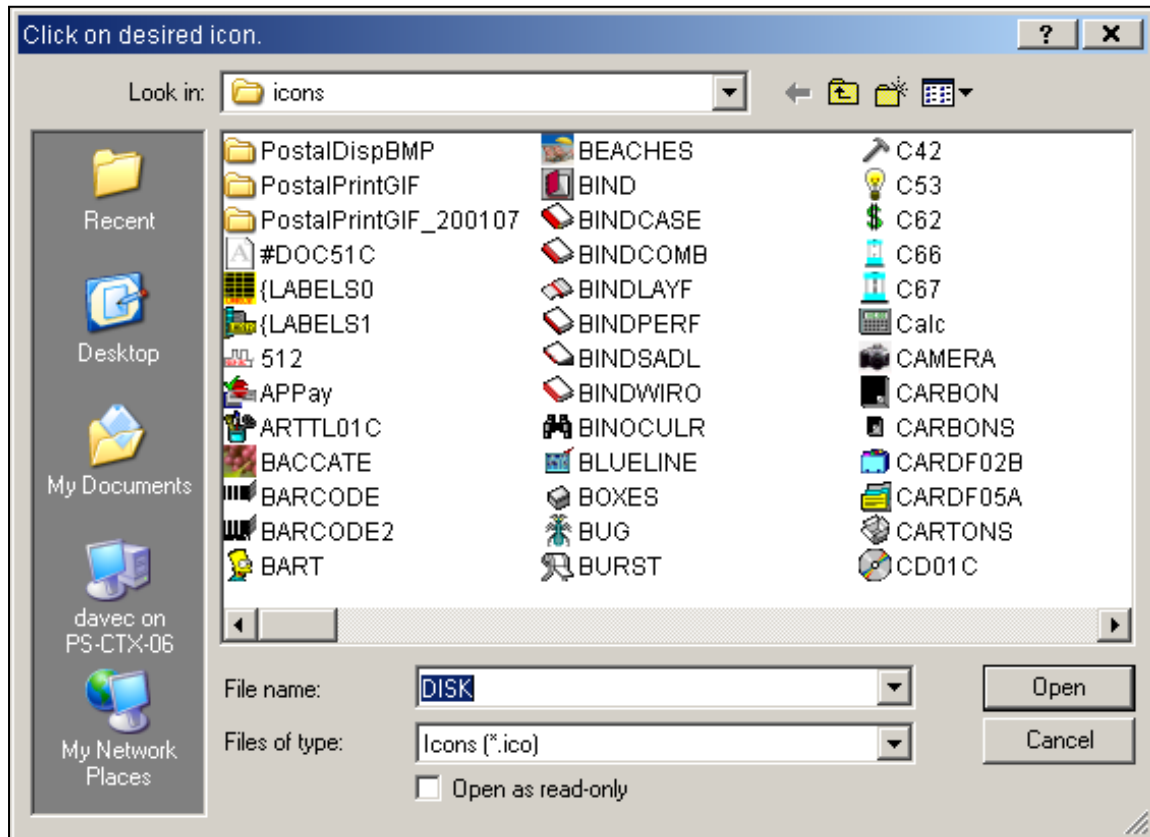 Click on desired icon.
Look in:
icons
Recent
Desktop
My Documents
davec on
PS-CTX-06
My Network
Places
PostalDispBMP
PostalPrintGIF
PostalPrintGIF_200107
#DOC51C
{LABELS0
{LABELS1
512
APPay
ARTTL01C
BACCATE
BARCODE
BARCODE2
BART
BEACHES
BIND
BINDCASE
BINDCOMB
BINDLAYF
BINDPERF
BINDSADL
BINDWIRO
BINOCULR
BLUELINE
BOXES
BUG
BURST
C42
C53
C62
C66
C67
Calc
CAMERA
CARBON
CARBONS
CARDF02B
CARDF05A
CARTONS
CD01C
File name:
DISK
Open
Files of type:
Icons (*.ico)
Cancel
Open as read-only